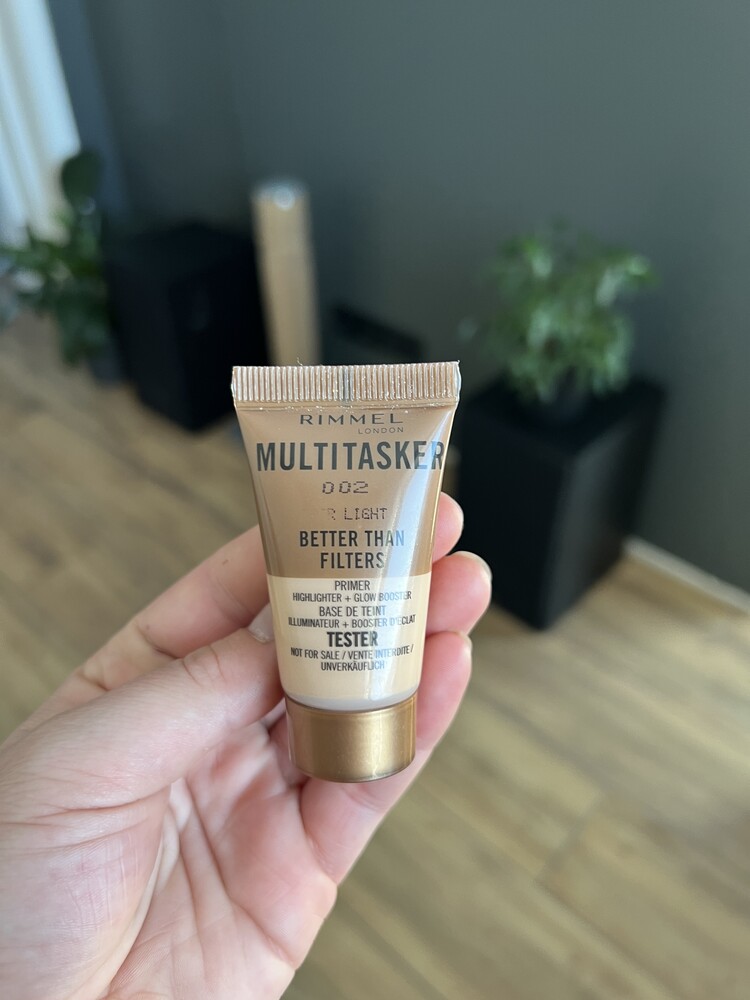 RIMMEL
LONDON
MULTITASKER
002
LIGHT
BETTER THAN
FILTERS
PRIMER
HIGHLIGHTER + GLOW BOOSTER
BASE DE TEINT
ILLUMINATEUR + BOOSTER D'ÉCLAT
TESTER
NOT FOR SALE / VENTE INTERDITE /
UNVERKÄUFLICH